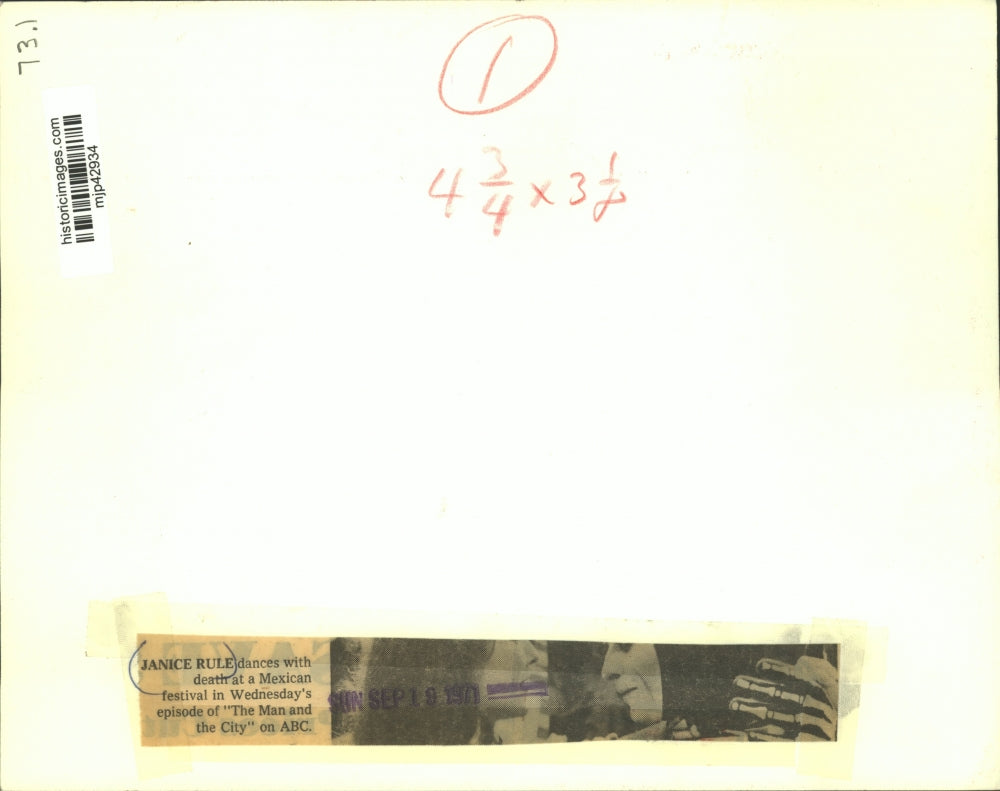 73.1
historicimages.com
mjp42934
1
4 3/4 x 3 1/8
JANICE RULE dances with
death at a Mexican
festival in Wednesday's
episode of "The Man and
the City" on ABC.
SUN SEP 19 1971